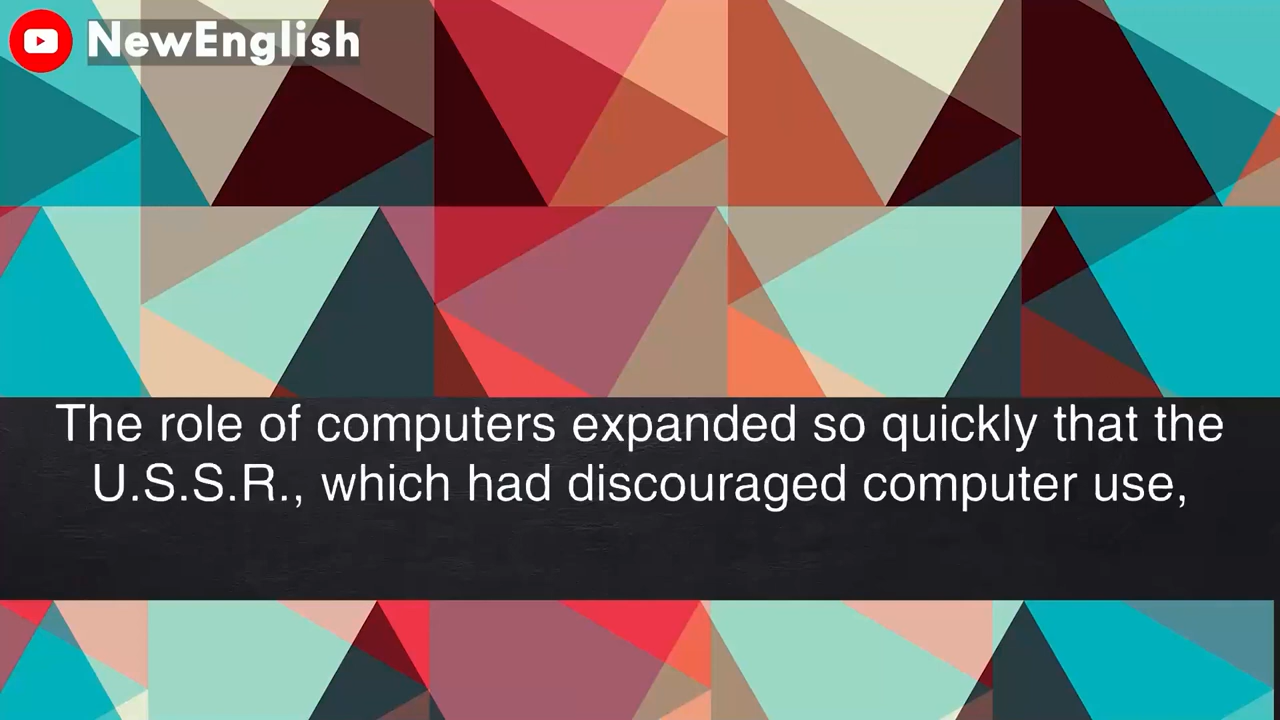 NewEnglish
The role of computers expanded so quickly that the
U.S.S.R., which had discouraged computer use,